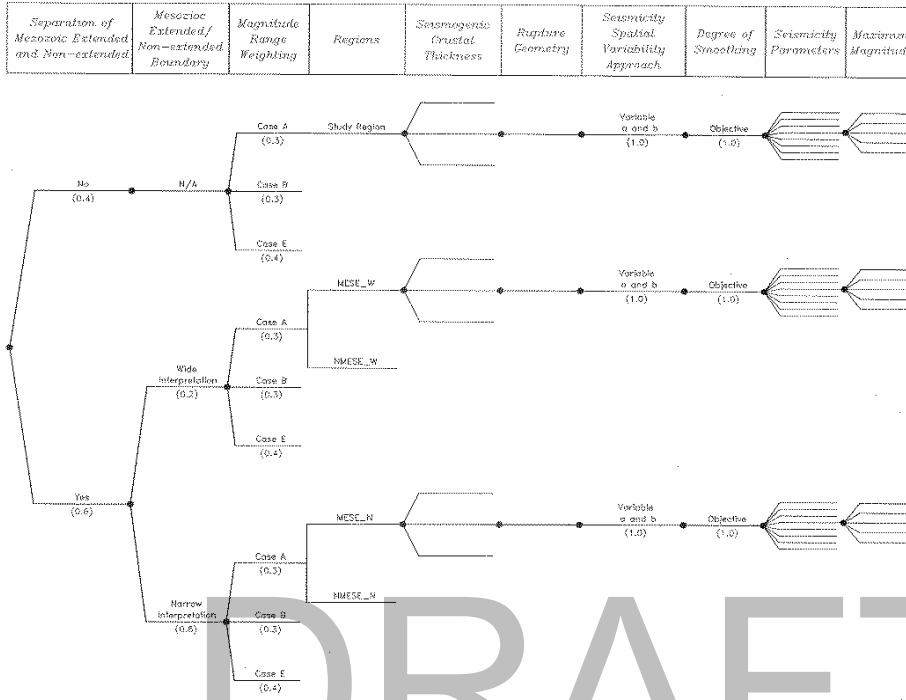 Separation of Mesozoic Extended and Non-extended
Mesozoic Extended/ Non-extended Boundary
Magnitude Range Weighting
Regions
Seismogenic Crustal Thickness
Rupture Geometry
Seismicity Spatial Variability Approach
Degree of Smoothing
Seismicity Parameters
Maximum
Magnitud
Case A
(0.3)
Study Region
Variable
a and b
(1.0)
Objective
(1.0)
No
(0.4)
N/A
Case B
(0.3)
Case E
(0.4)
MESE_W
Variable
a and b
(1.0)
Objective
(1.0)
Case A
(0.3)
NMESE_W
Wide
Interpretation
(0.2)
Case B
(0.3)
Case E
(0.4)
Yes
(0.6)
MESE_N
Variable
a and b
(1.0)
Objective
(1.0)
Case A
(0.3)
NMESE_N
Narrow
Interpretation
(0.8)
Case B
(0.3)
Case E
(0.4)
DRAFT